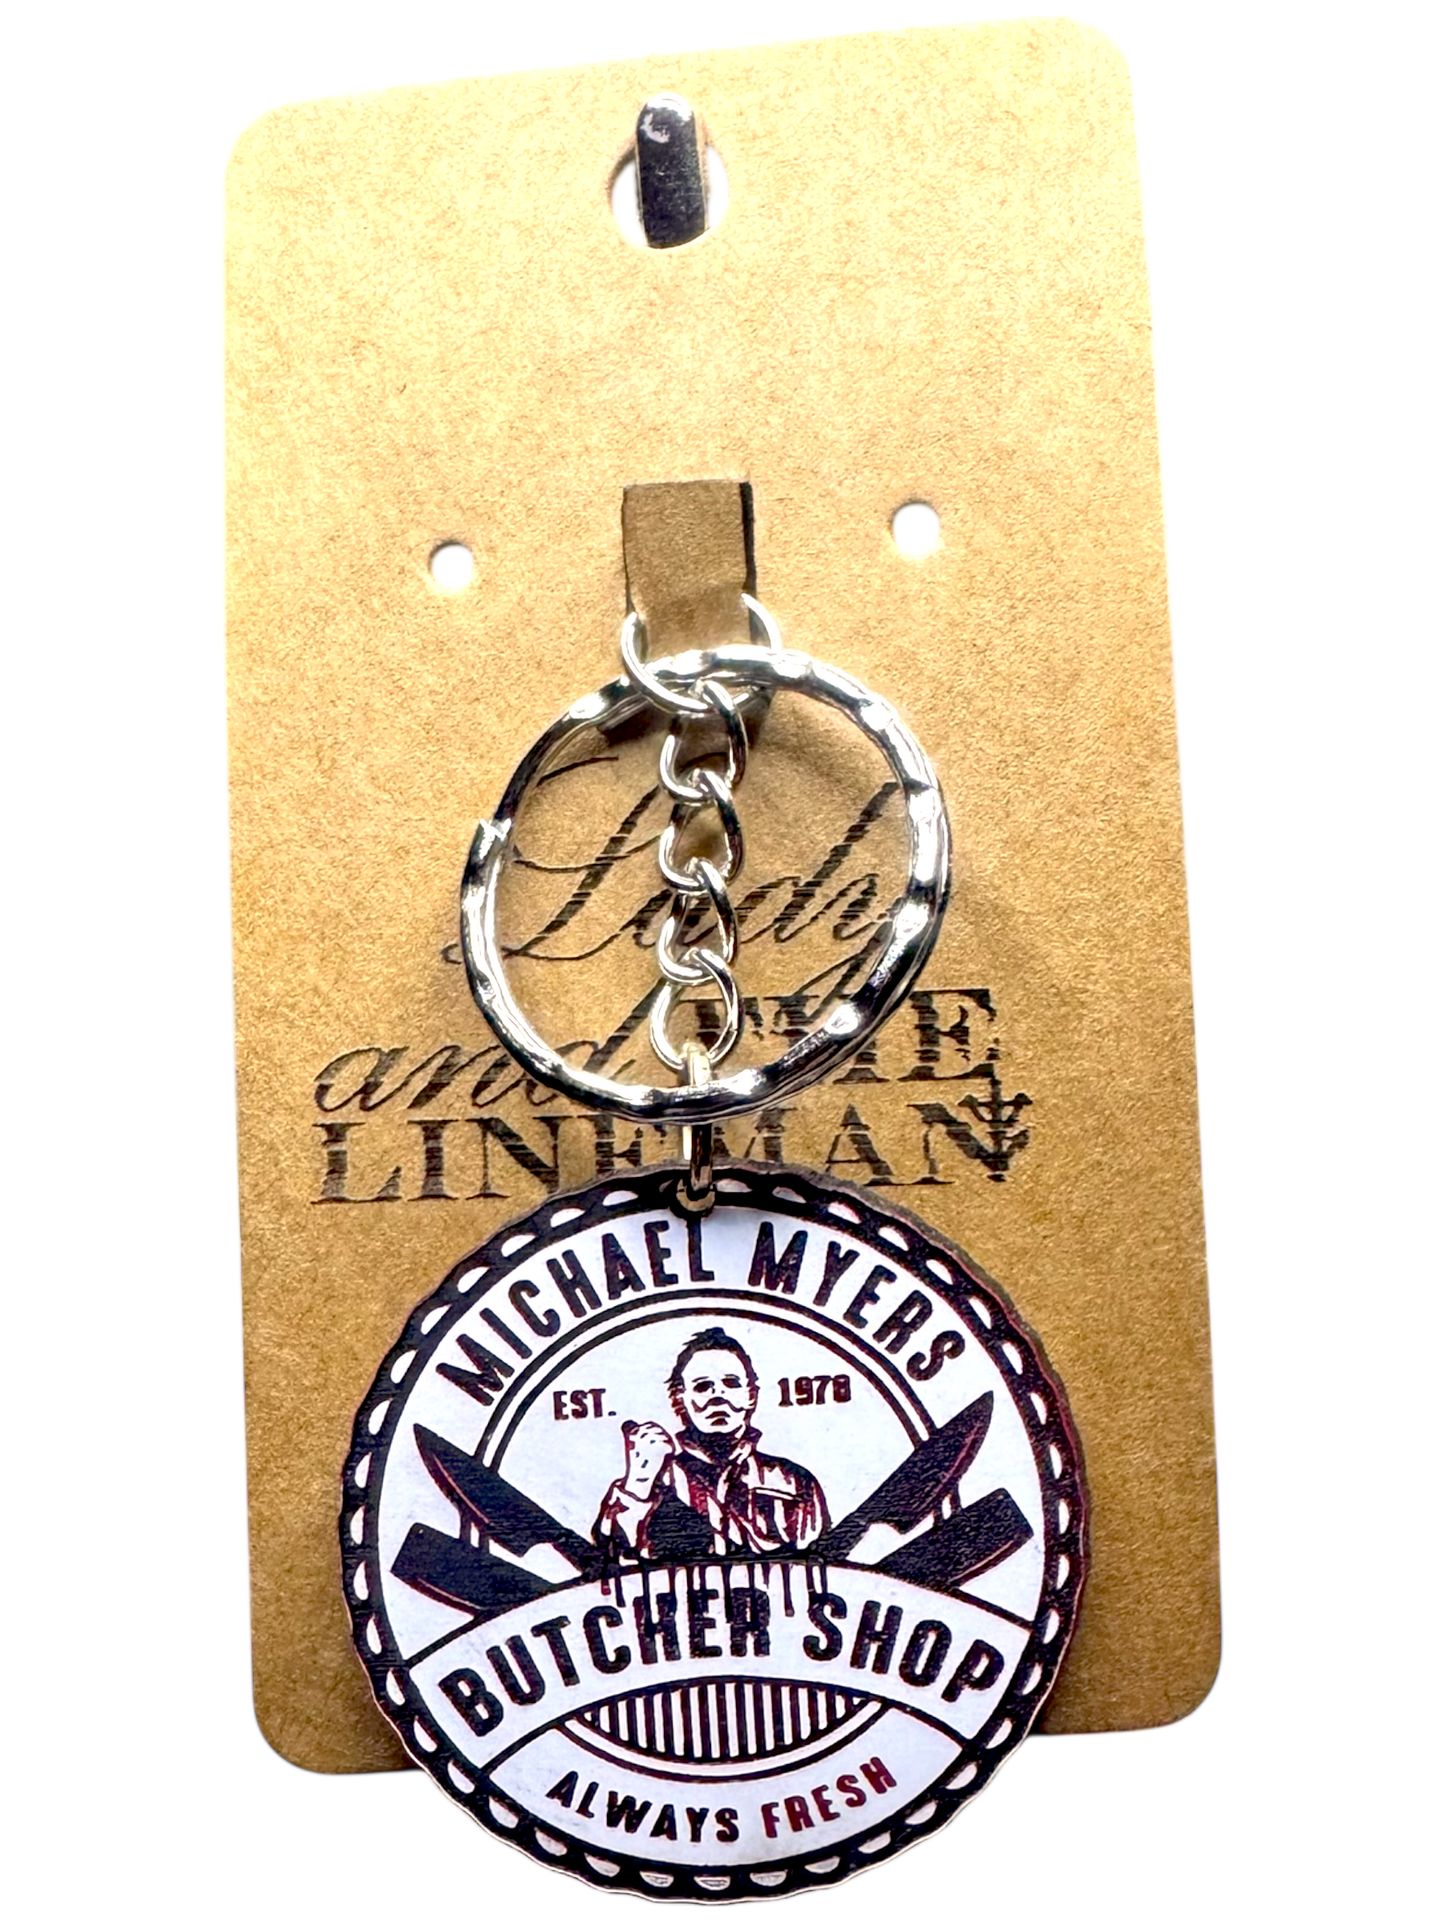 Lady
and THE
LINEMAN
MICHAEL MYERS
EST. 1978
BUTCHER SHOP
ALWAYS FRESH